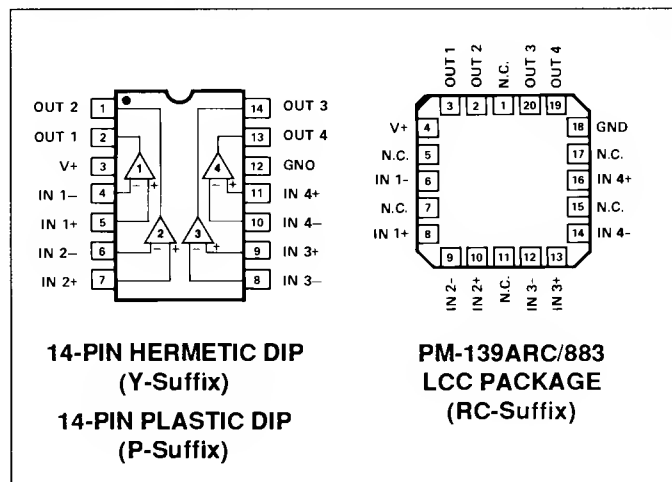 OUT 2 1
OUT 1 2
V+ 3
IN 1− 4
IN 1+ 5
IN 2− 6
IN 2+ 7
14 OUT 3
13 OUT 4
12 GNO
11 IN 4+
10 IN 4−
9 IN 3+
8 IN 3−
1
− +
4
− +
2
− +
3
− +
14-PIN HERMETIC DIP
(Y-Suffix)
14-PIN PLASTIC DIP
(P-Suffix)
OUT 1
OUT 2
N.C.
OUT 3
OUT 4
3 2 1 20 19
V+ 4
N.C. 5
IN 1- 6
N.C. 7
IN 1+ 8
18 GND
17 N.C.
16 IN 4+
15 N.C.
14 IN 4-
9 10 11 12 13
IN 2-
IN 2+
N.C.
IN 3-
IN 3+
PM-139ARC/883
LCC PACKAGE
(RC-Suffix)